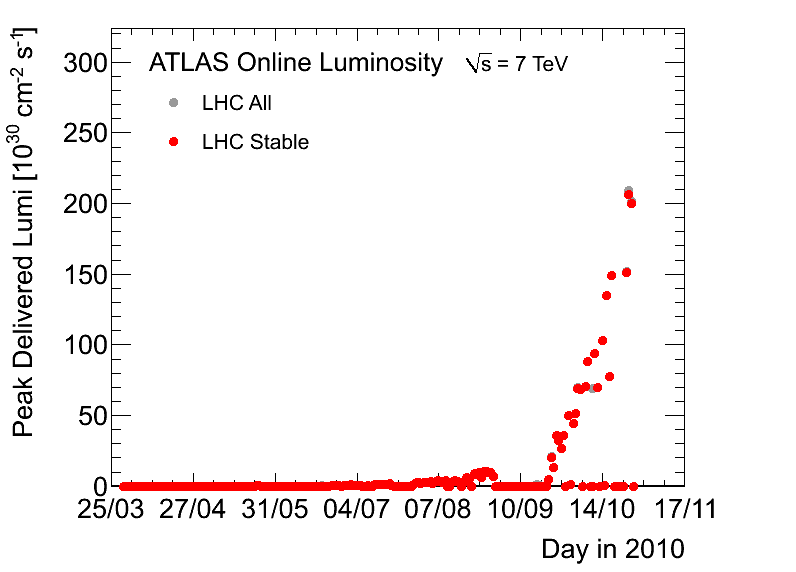 Peak Delivered Lumi [10³⁰ cm⁻² s⁻¹]
ATLAS Online Luminosity √s = 7 TeV
LHC All
LHC Stable
300
250
200
150
100
50
0
25/03 27/04 31/05 04/07 07/08 10/09 14/10 17/11
Day in 2010